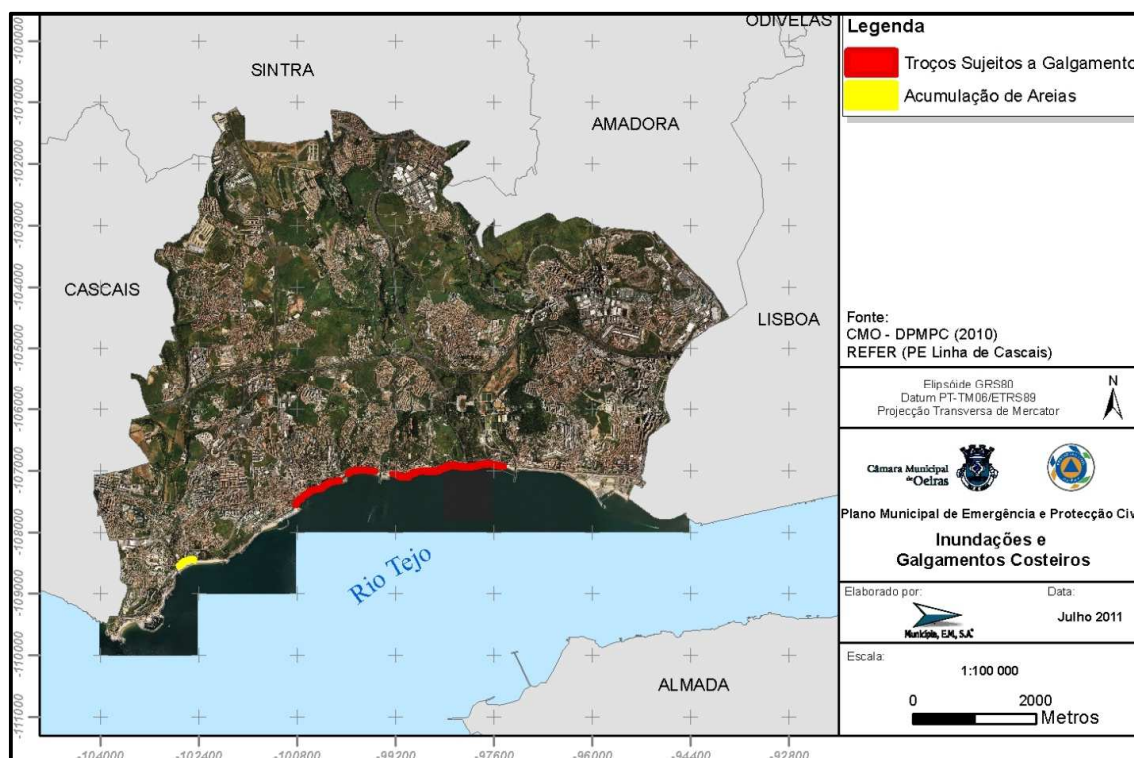 ODIVELAS
SINTRA
AMADORA
CASCAIS
LISBOA
Rio Tejo
ALMADA
-100000
-101000
-102000
-103000
-104000
-105000
-106000
-107000
-108000
-109000
-110000
-111000
-104000
-102400
-100800
-99200
-97600
-96000
-94400
-92800
Legenda
Troços Sujeitos a Galgamento
Acumulação de Areias
Fonte:
CMO - DPMPC (2010)
REFER (PE Linha de Cascais)
Elipsóide GRS80
Datum PT-TM06/ETRS89
Projecção Transversa de Mercator
N
Câmara Municipal
de Oeiras
Plano Municipal de Emergência e Protecção Civ
Inundações e
Galgamentos Costeiros
Elaborado por:
Município, E.M., S.A.
Data:
Julho 2011
Escala:
1:100 000
0 2000
Metros